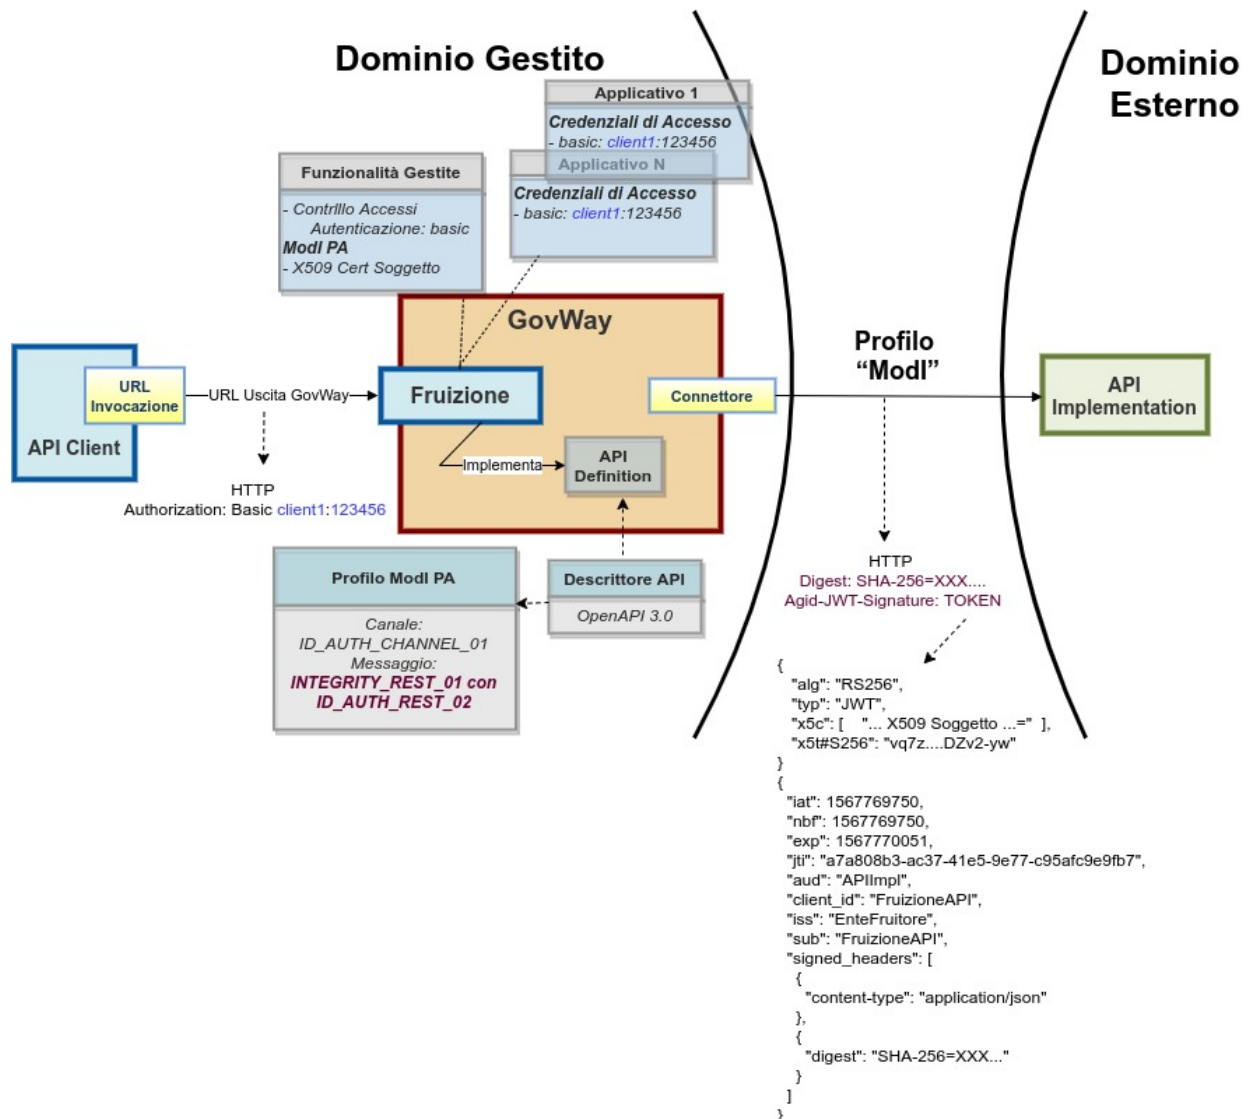 Dominio Gestito
Dominio
Esterno
Applicativo 1
Credenziali di Accesso
- basic: client1:123456
Applicativo N
Credenziali di Accesso
- basic: client1:123456
Funzionalità Gestite
- Contrlllo Accessi
Autenticazione: basic
ModI PA
- X509 Cert Soggetto
GovWay
Profilo
“ModI”
URL
Invocazione
API Client
URL Uscita GovWay
Fruizione
Connettore
API
Implementation
Implementa
API
Definition
HTTP
Authorization: Basic client1:123456
Profilo ModI PA
Canale:
ID_AUTH_CHANNEL_01
Messaggio:
INTEGRITY_REST_01 con
ID_AUTH_REST_02
Descrittore API
OpenAPI 3.0
HTTP
Digest: SHA-256=XXX....
Agid-JWT-Signature: TOKEN
{
"alg": "RS256",
"typ": "JWT",
"x5c": [ "... X509 Soggetto ...=" ],
"x5t#S256": "vq7z....DZv2-yw"
}
{
"iat": 1567769750,
"nbf": 1567769750,
"exp": 1567770051,
"jti": "a7a808b3-ac37-41e5-9e77-c95afc9e9fb7",
"aud": "APIImpl",
"client_id": "FruizioneAPI",
"iss": "EnteFruitore",
"sub": "FruizioneAPI",
"signed_headers": [
{
"content-type": "application/json"
},
{
"digest": "SHA-256=XXX..."
}
]
}